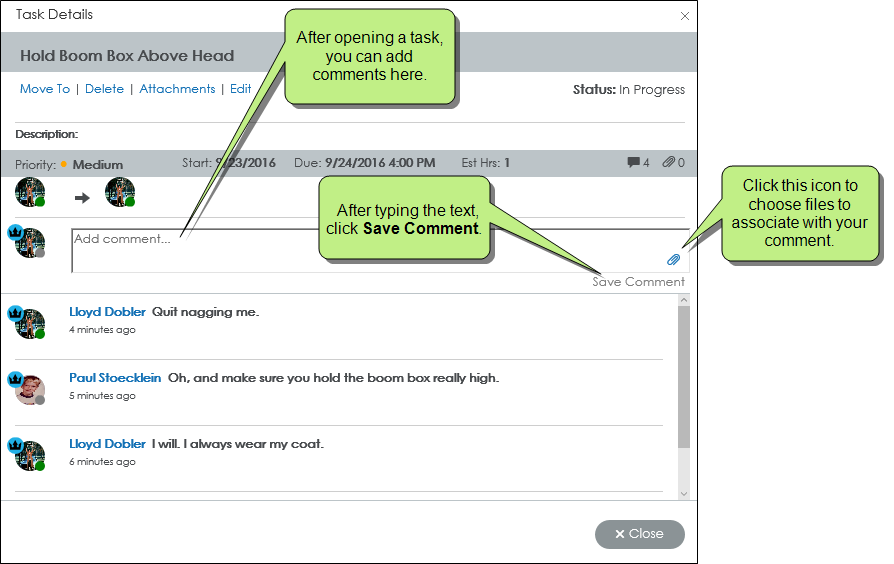 Task Details
Hold Boom Box Above Head
After opening a task,
you can add
comments here.
Move To | Delete | Attachments | Edit
Status: In Progress
Description:
Priority: Medium
Start: 9/23/2016
Due: 9/24/2016 4:00 PM
Est Hrs: 1
4
0
After typing the text,
click Save Comment.
Click this icon to
choose files to
associate with your
comment.
Add comment...
Save Comment
Lloyd Dobler Quit nagging me.
4 minutes ago
Paul Stoecklein Oh, and make sure you hold the boom box really high.
5 minutes ago
Lloyd Dobler I will. I always wear my coat.
6 minutes ago
Close